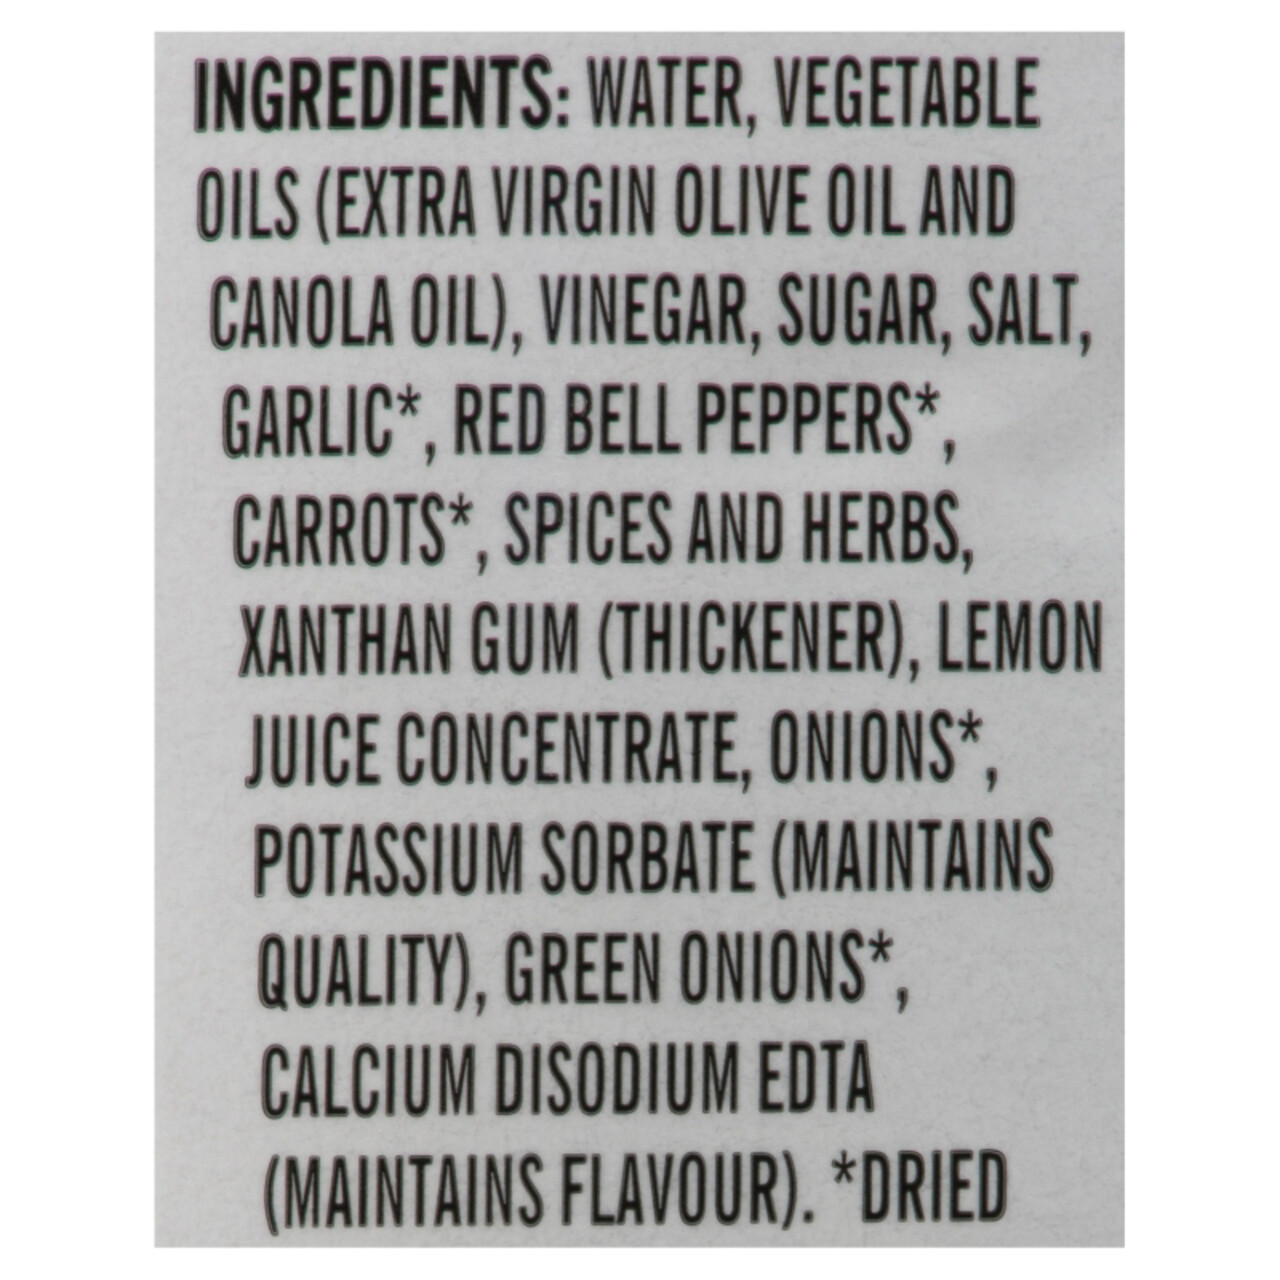 INGREDIENTS: WATER, VEGETABLE
OILS (EXTRA VIRGIN OLIVE OIL AND
CANOLA OIL), VINEGAR, SUGAR, SALT,
GARLIC*, RED BELL PEPPERS*,
CARROTS*, SPICES AND HERBS,
XANTHAN GUM (THICKENER), LEMON
JUICE CONCENTRATE, ONIONS*,
POTASSIUM SORBATE (MAINTAINS
QUALITY), GREEN ONIONS*,
CALCIUM DISODIUM EDTA
(MAINTAINS FLAVOUR). *DRIED